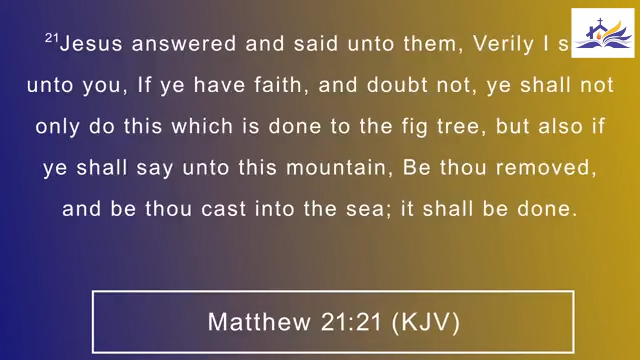 21Jesus answered and said unto them, Verily I
unto you, If ye have faith, and doubt not, ye shall not
only do this which is done to the fig tree, but also if
ye shall say unto this mountain, Be thou removed,
and be thou cast into the sea; it shall be done.
Matthew 21:21 (KJV)